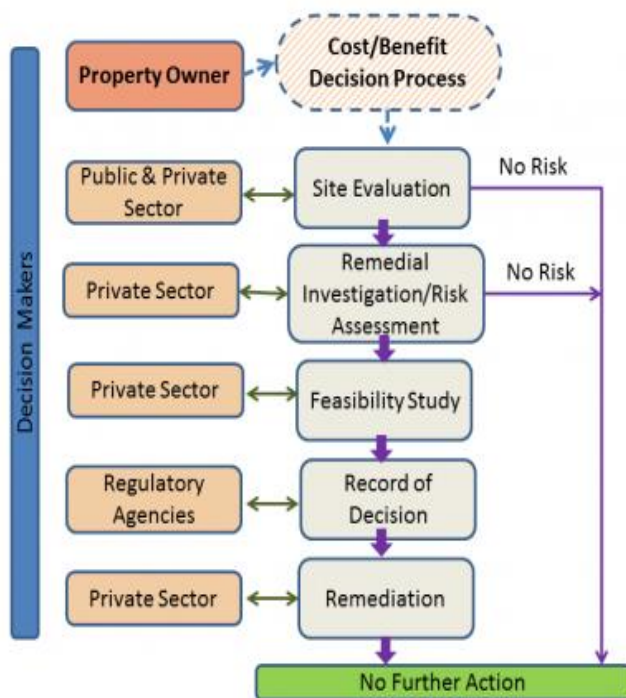 Cost/Benefit
Decision Process
Property Owner
Public & Private
Sector
Site Evaluation
No Risk
Private Sector
Remedial
Investigation/Risk
Assessment
No Risk
Private Sector
Feasibility Study
Regulatory
Agencies
Record of
Decision
Private Sector
Remediation
No Further Action
Decision Makers